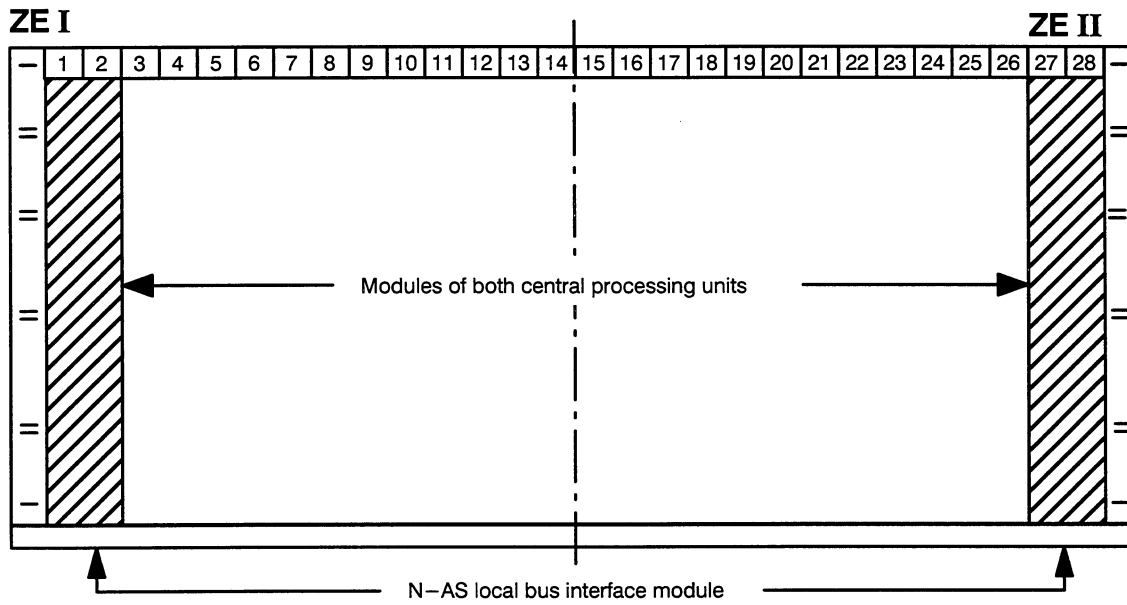 ZE I ZE II
1 2 3 4 5 6 7 8 9 10 11 12 13 14 15 16 17 18 19 20 21 22 23 24 25 26 27 28
Modules of both central processing units
N-AS local bus interface module